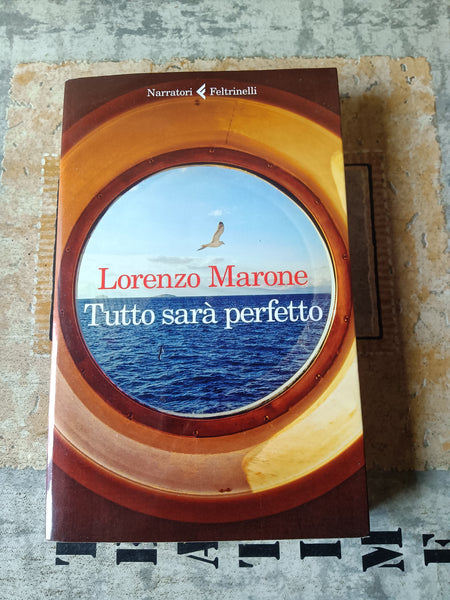 Narratori Feltrinelli
Lorenzo Marone
Tutto sarà perfetto